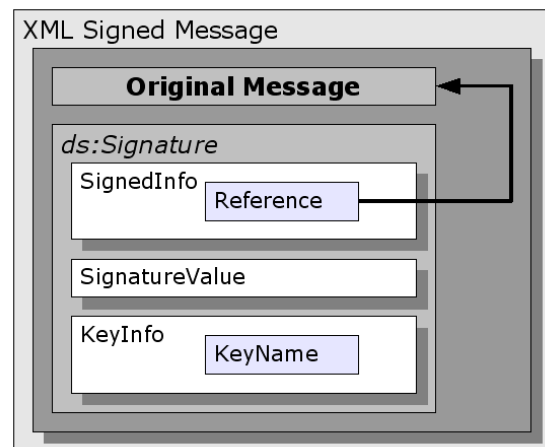 XML Signed Message
Original Message
ds:Signature
SignedInfo
Reference
SignatureValue
KeyInfo
KeyName